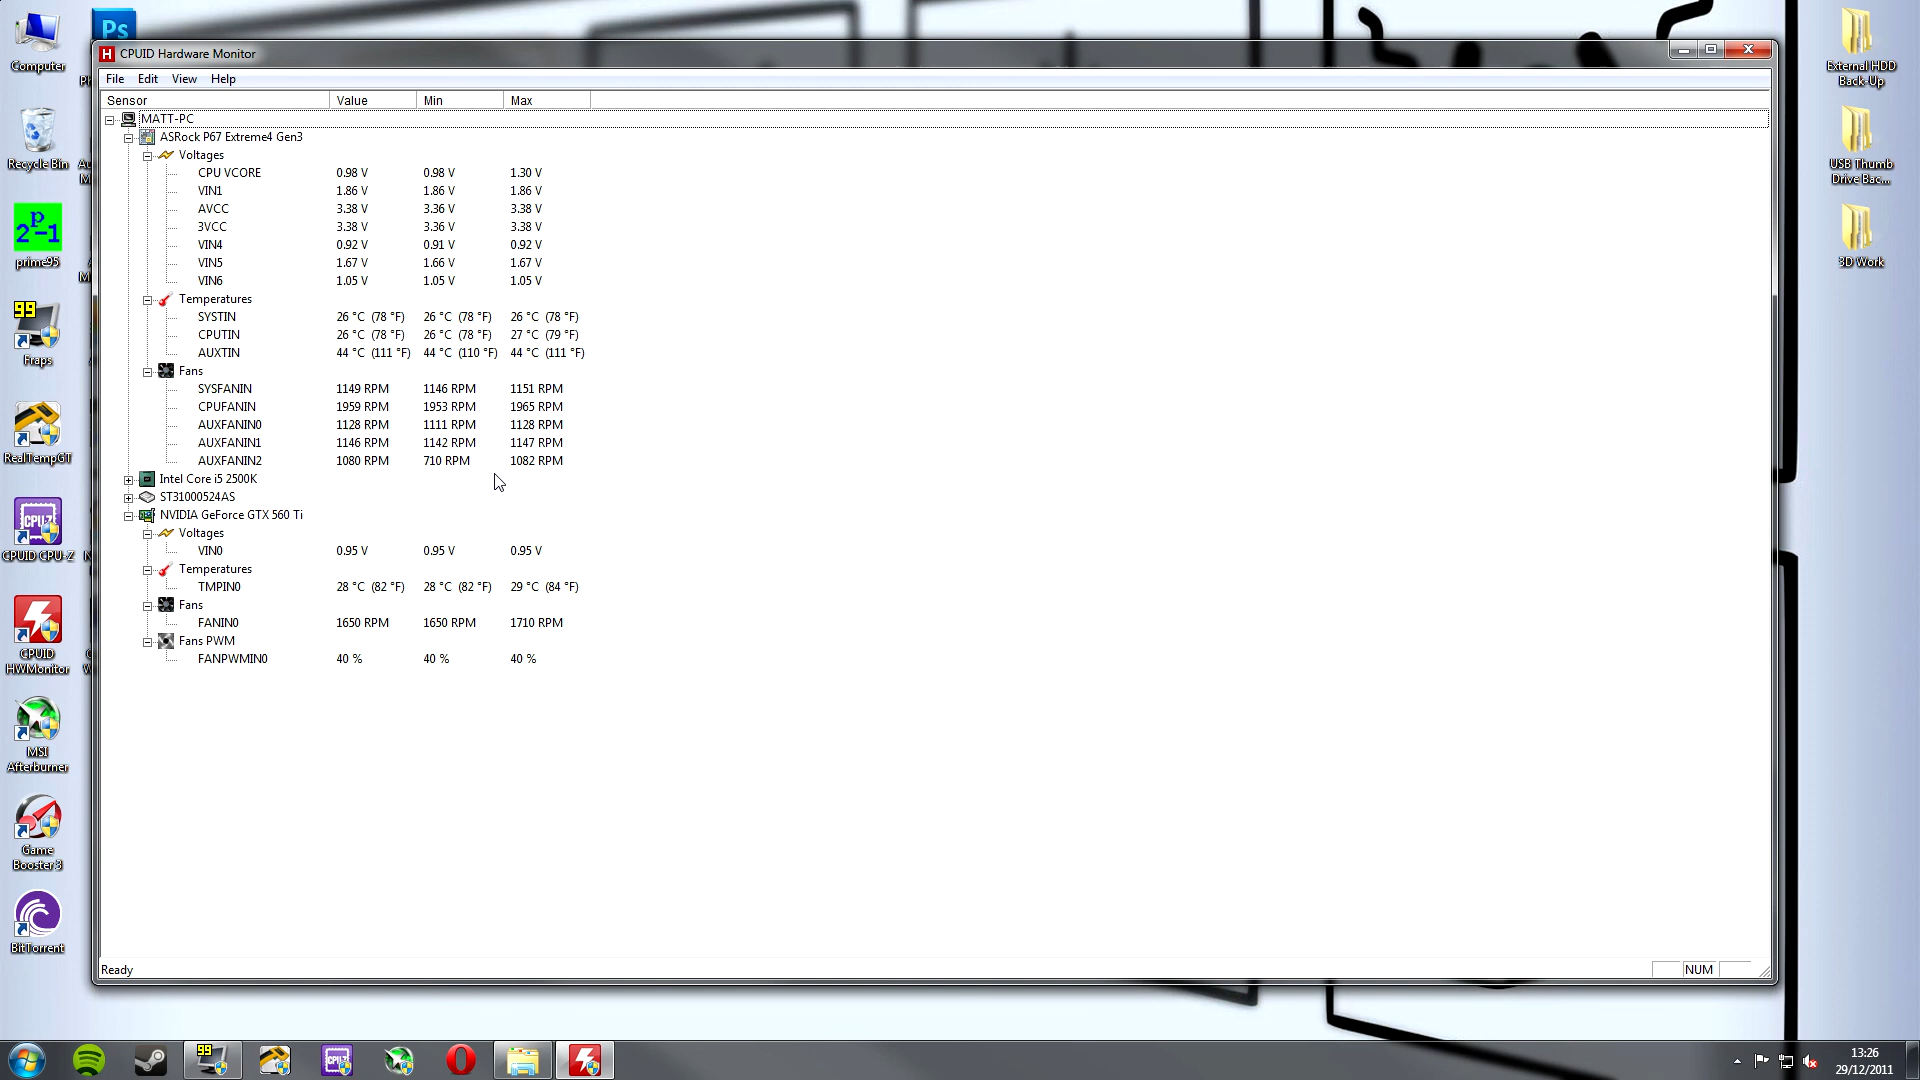 Computer
Recycle Bin
prime95
Fraps
RealTempGT
CPUID CPU-Z
CPUID
HWMonitor
MSI
Afterburner
Game
Booster 3
BitTorrent
Ps
CPUID Hardware Monitor
File Edit View Help
Sensor Value Min Max
MATT-PC
ASRock P67 Extreme4 Gen3
Voltages
CPU VCORE 0.98 V 0.98 V 1.30 V
VIN1 1.86 V 1.86 V 1.86 V
AVCC 3.38 V 3.36 V 3.38 V
3VCC 3.38 V 3.36 V 3.38 V
VIN4 0.92 V 0.91 V 0.92 V
VIN5 1.67 V 1.66 V 1.67 V
VIN6 1.05 V 1.05 V 1.05 V
Temperatures
SYSTIN 26 °C (78 °F) 26 °C (78 °F) 26 °C (78 °F)
CPUTIN 26 °C (78 °F) 26 °C (78 °F) 27 °C (79 °F)
AUXTIN 44 °C (111 °F) 44 °C (110 °F) 44 °C (111 °F)
Fans
SYSFANIN 1149 RPM 1146 RPM 1151 RPM
CPUFANIN 1959 RPM 1953 RPM 1965 RPM
AUXFANIN0 1128 RPM 1111 RPM 1128 RPM
AUXFANIN1 1146 RPM 1142 RPM 1147 RPM
AUXFANIN2 1080 RPM 710 RPM 1082 RPM
Intel Core i5 2500K
ST31000524AS
NVIDIA GeForce GTX 560 Ti
Voltages
VIN0 0.95 V 0.95 V 0.95 V
Temperatures
TMPIN0 28 °C (82 °F) 28 °C (82 °F) 29 °C (84 °F)
Fans
FANIN0 1650 RPM 1650 RPM 1710 RPM
Fans PWM
FANPWMIN0 40 % 40 % 40 %
Ready NUM
External HDD
Back-Up
USB Thumb
Drive Bac...
3D Work
13:26
29/12/2011